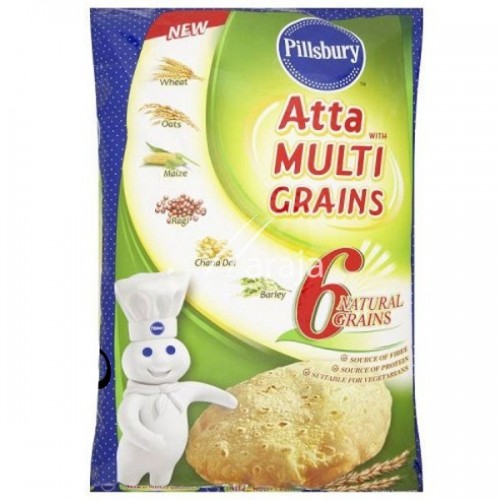 NEW
Pillsbury
Wheat
Oats
Maize
Ragi
Chana Dal
Barley
Atta WITH
MULTI
GRAINS
6 NATURAL
GRAINS
SOURCE OF FIBRE
SOURCE OF PROTEIN
SUITABLE FOR VEGETARIANS
Pillsbury